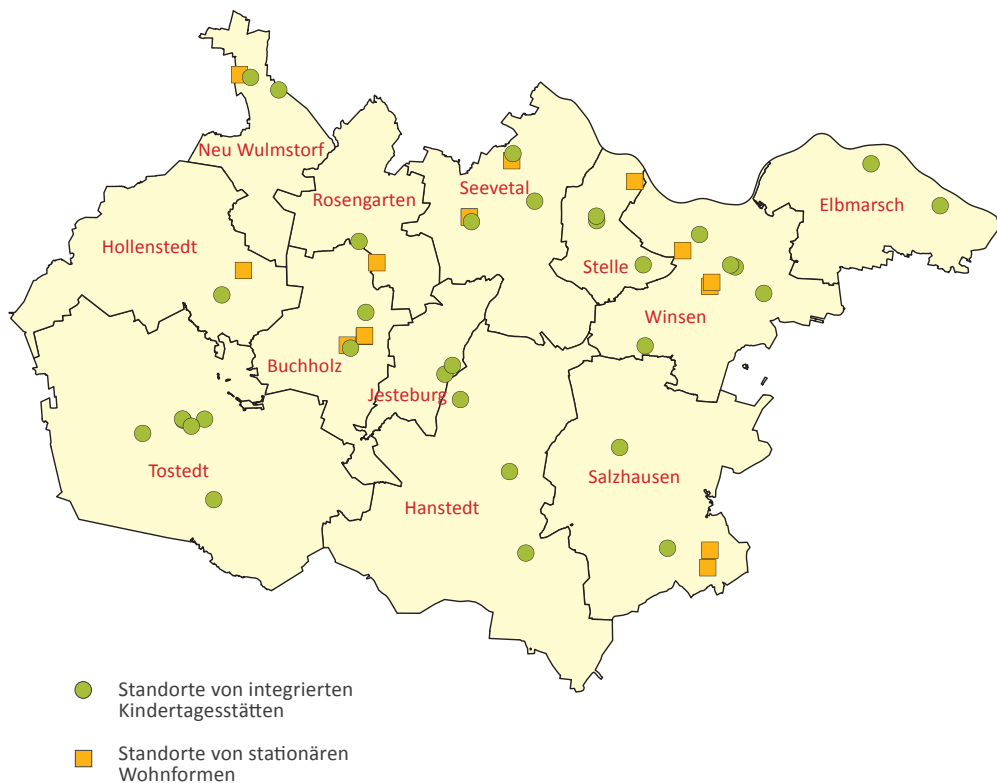 Neu Wulmstorf
Rosengarten
Seevetal
Elbmarsch
Hollenstedt
Stelle
Winsen
Buchholz
Jesteburg
Tostedt
Hanstedt
Salzhausen
Standorte von integrierten
Kindertagesstätten
Standorte von stationären
Wohnformen